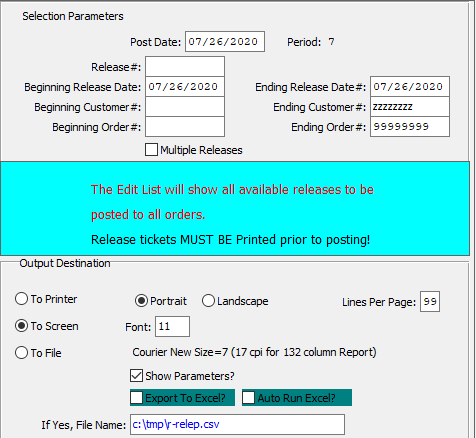 Selection Parameters
Post Date: 07/26/2020 Period: 7
Release#:
Beginning Release Date: 07/26/2020 Ending Release Date#: 07/26/2020
Beginning Customer#: Ending Customer#: zzzzzzzz
Beginning Order#: Ending Order#: 99999999
Multiple Releases
The Edit List will show all available releases to be
posted to all orders.
Release tickets MUST BE Printed prior to posting!
Output Destination
To Printer Portrait Landscape Lines Per Page: 99
To Screen Font: 11
To File Courier New Size=7 (17 cpi for 132 column Report)
Show Parameters?
Export To Excel? Auto Run Excel?
If Yes, File Name: c:\tmp\r-relep.csv